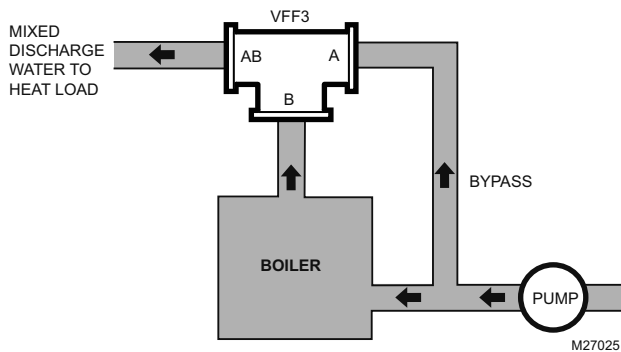 VFF3
MIXED
DISCHARGE
WATER TO
HEAT LOAD
AB
A
B
BYPASS
BOILER
PUMP
M27025